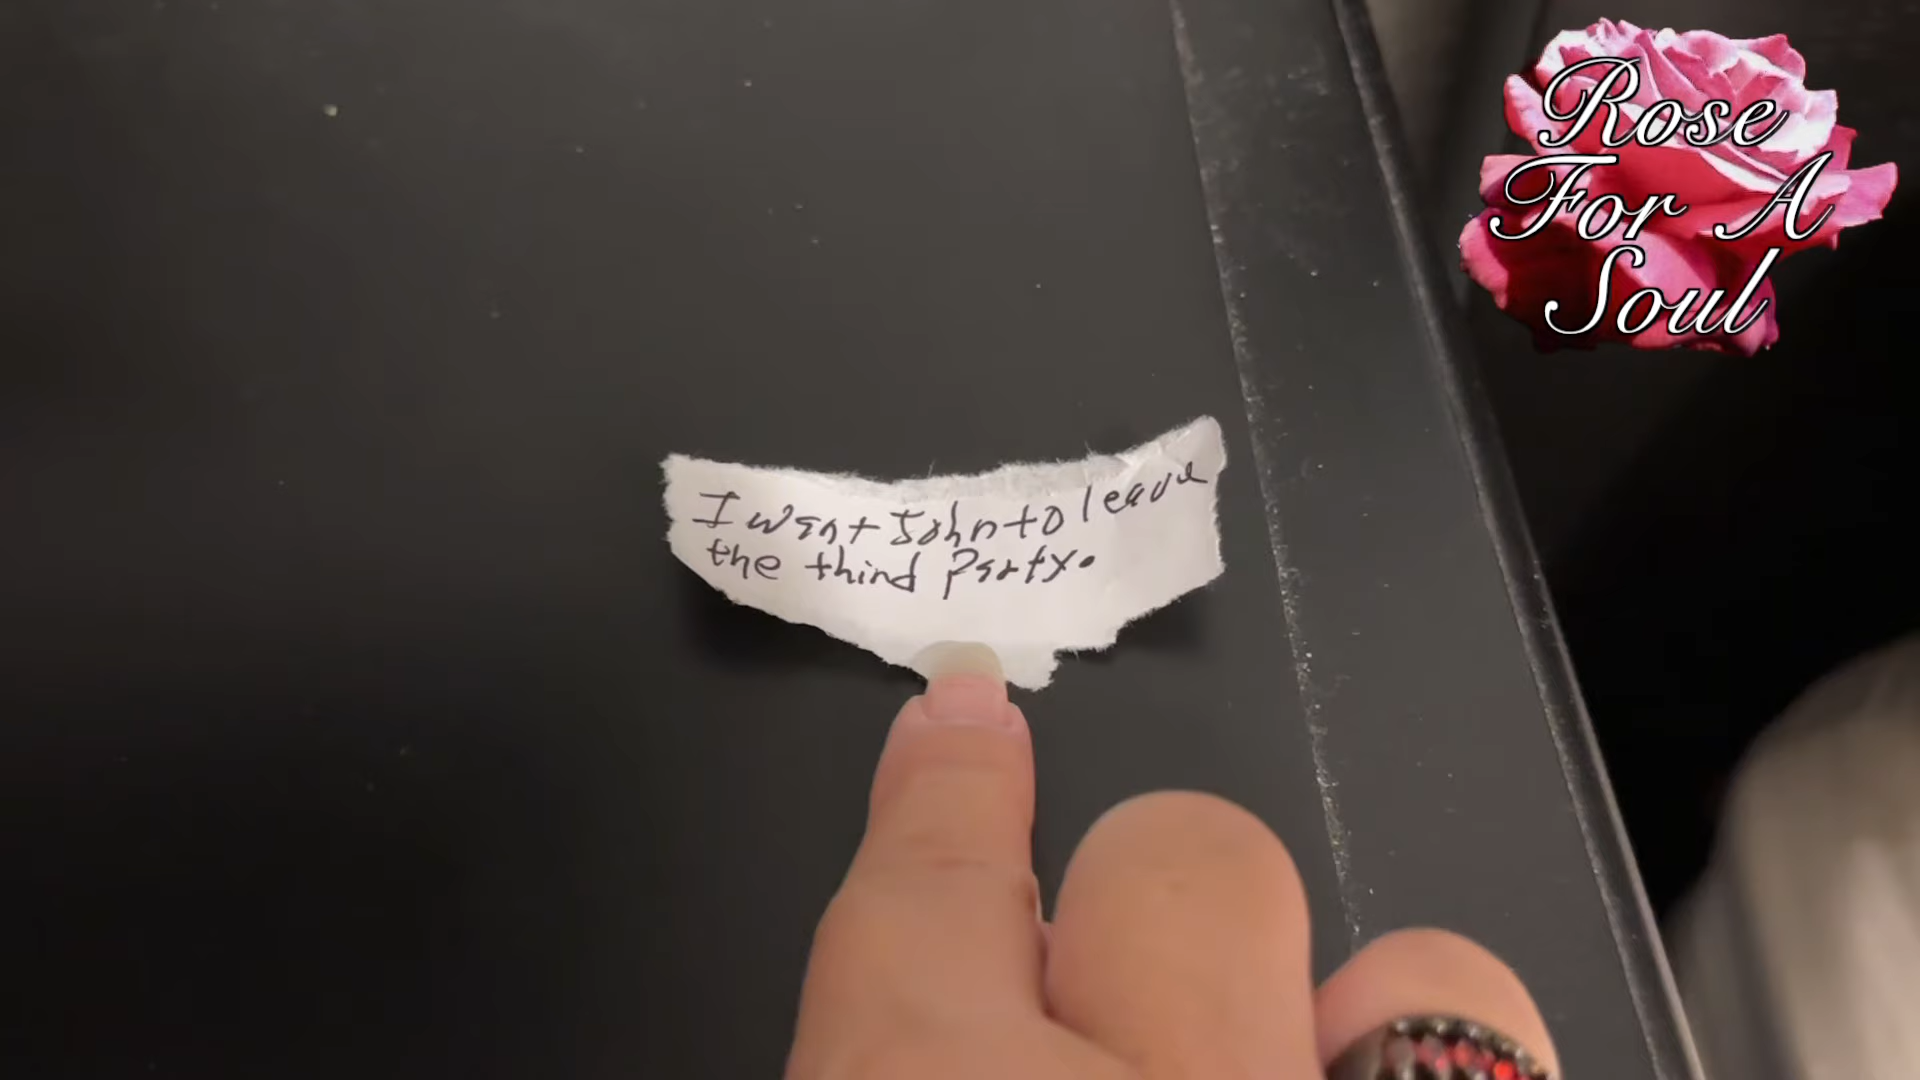 I want John to leave
the third Party.
Rose
For A
Soul